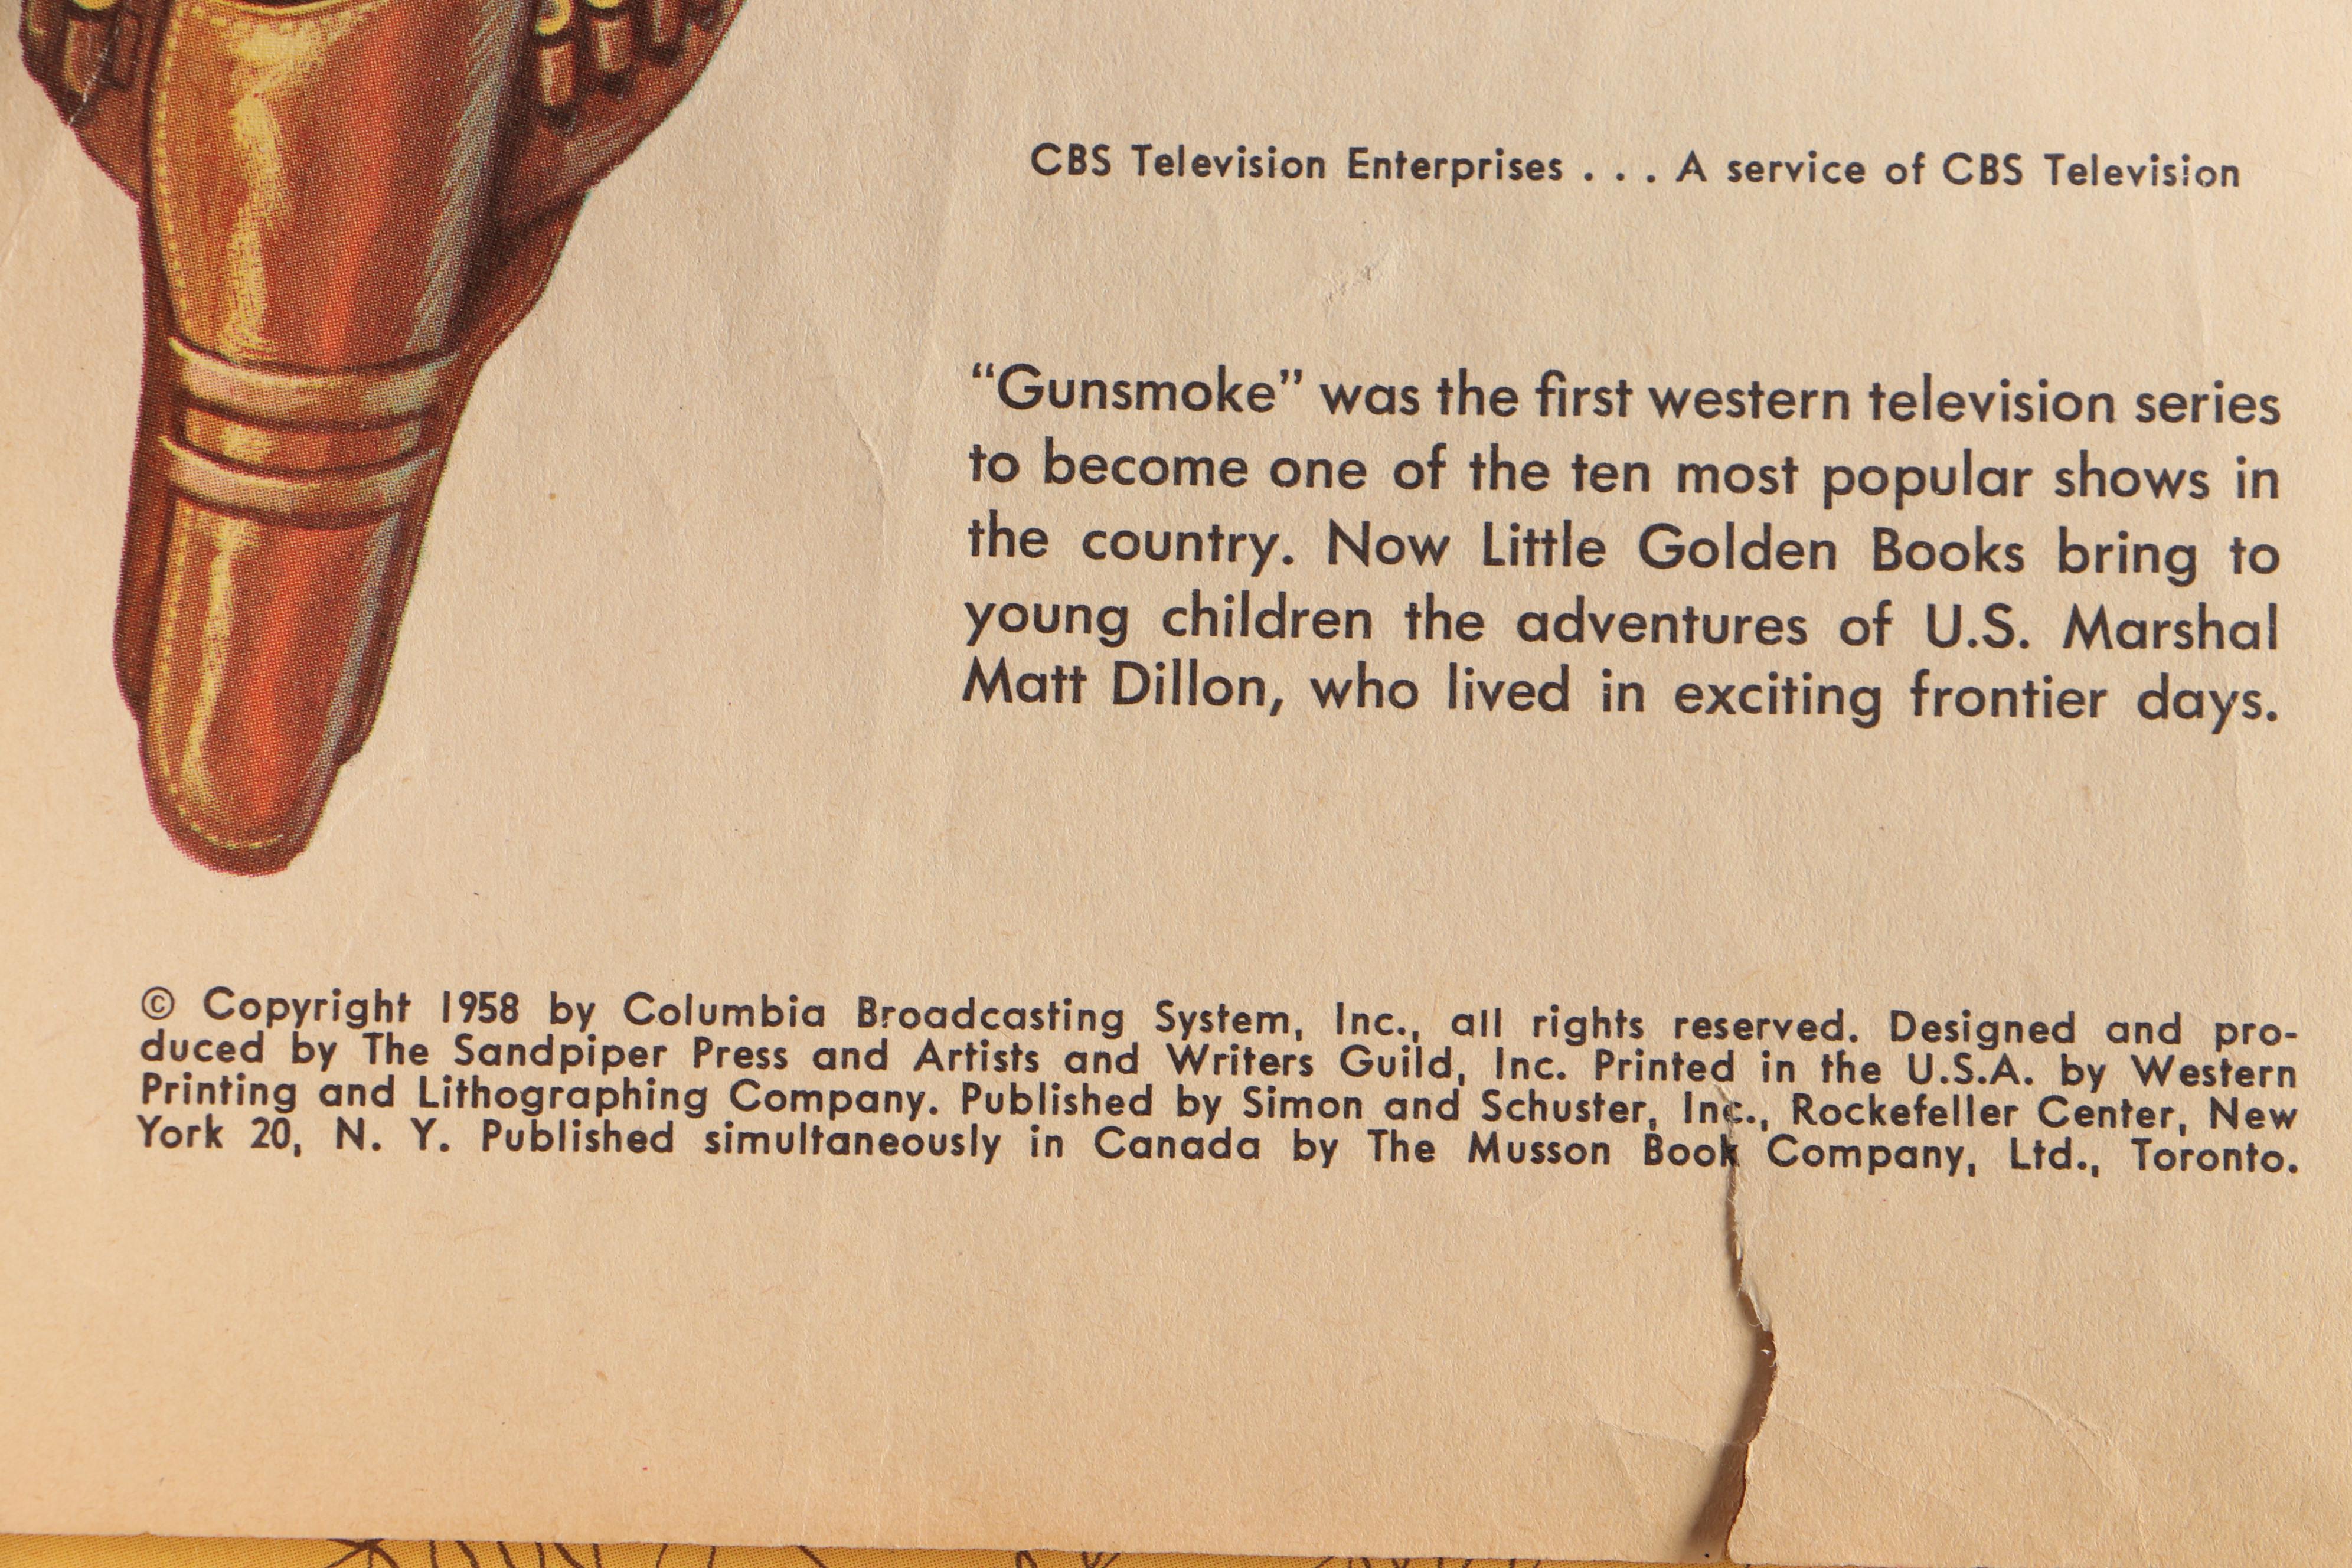 CBS Television Enterprises . . . A service of CBS Television
“Gunsmoke” was the first western television series
to become one of the ten most popular shows in
the country. Now Little Golden Books bring to
young children the adventures of U.S. Marshal
Matt Dillon, who lived in exciting frontier days.
© Copyright 1958 by Columbia Broadcasting System, Inc., all rights reserved. Designed and pro-
duced by The Sandpiper Press and Artists and Writers Guild, Inc. Printed in the U.S.A. by Western
Printing and Lithographing Company. Published by Simon and Schuster, Inc., Rockefeller Center, New
York 20, N. Y. Published simultaneously in Canada by The Musson Book Company, Ltd., Toronto.